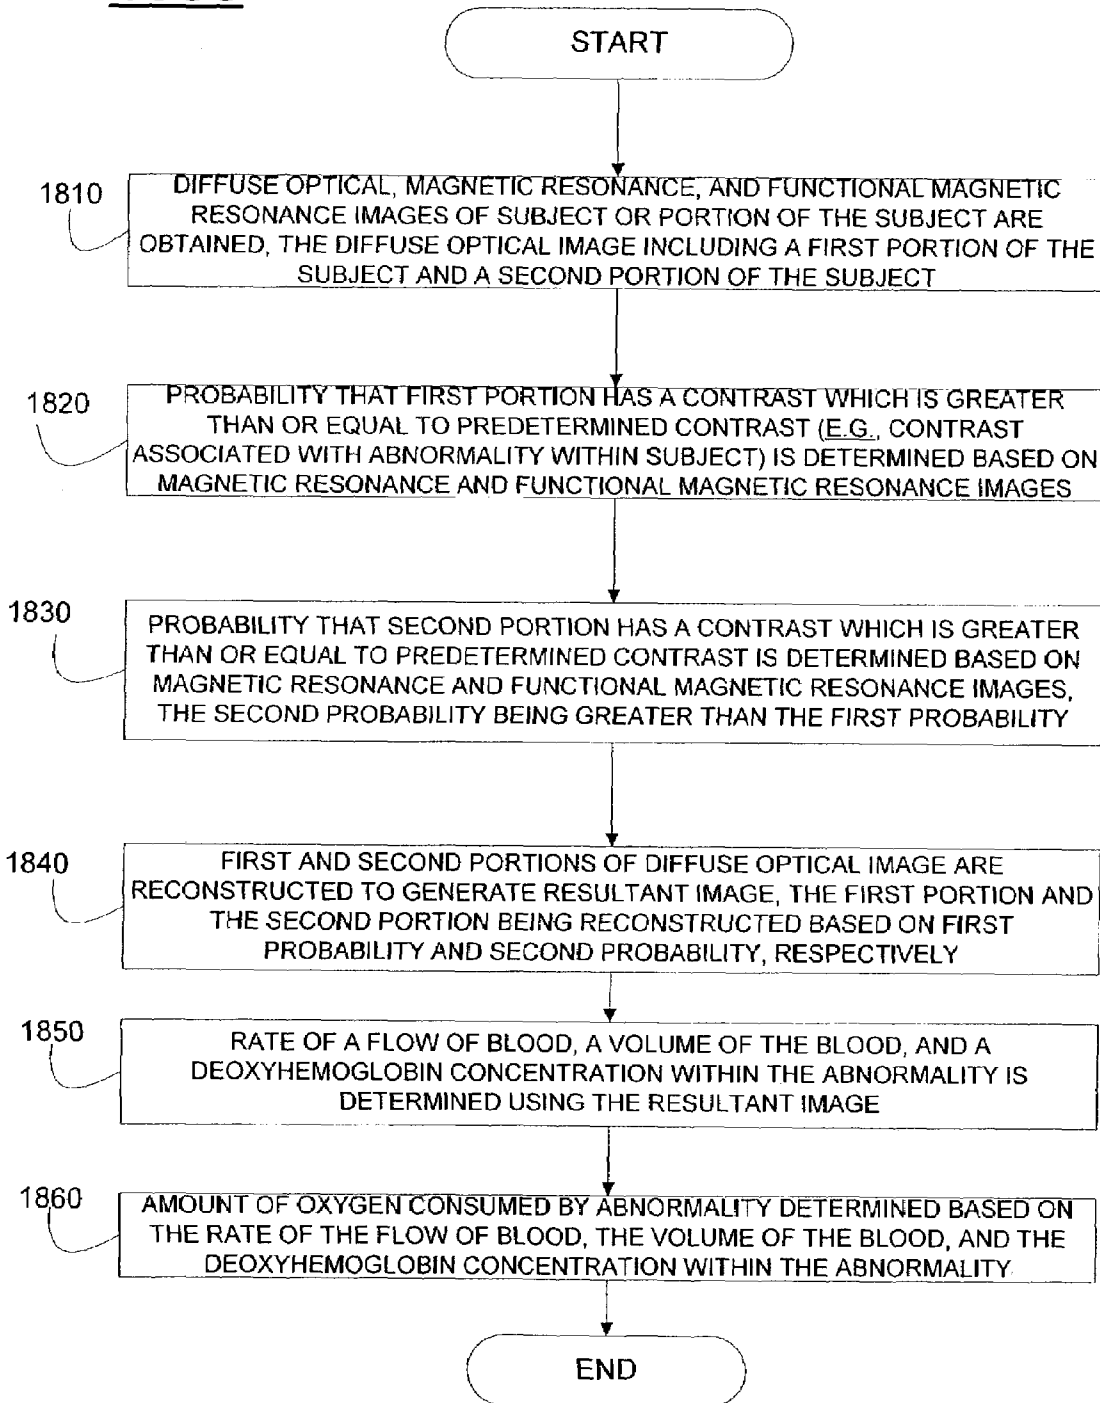 START
1810
DIFFUSE OPTICAL, MAGNETIC RESONANCE, AND FUNCTIONAL MAGNETIC
RESONANCE IMAGES OF SUBJECT OR PORTION OF THE SUBJECT ARE
OBTAINED, THE DIFFUSE OPTICAL IMAGE INCLUDING A FIRST PORTION OF THE
SUBJECT AND A SECOND PORTION OF THE SUBJECT
1820
PROBABILITY THAT FIRST PORTION HAS A CONTRAST WHICH IS GREATER
THAN OR EQUAL TO PREDETERMINED CONTRAST (E.G., CONTRAST
ASSOCIATED WITH ABNORMALITY WITHIN SUBJECT) IS DETERMINED BASED ON
MAGNETIC RESONANCE AND FUNCTIONAL MAGNETIC RESONANCE IMAGES
1830
PROBABILITY THAT SECOND PORTION HAS A CONTRAST WHICH IS GREATER
THAN OR EQUAL TO PREDETERMINED CONTRAST IS DETERMINED BASED ON
MAGNETIC RESONANCE AND FUNCTIONAL MAGNETIC RESONANCE IMAGES,
THE SECOND PROBABILITY BEING GREATER THAN THE FIRST PROBABILITY
1840
FIRST AND SECOND PORTIONS OF DIFFUSE OPTICAL IMAGE ARE
RECONSTRUCTED TO GENERATE RESULTANT IMAGE, THE FIRST PORTION AND
THE SECOND PORTION BEING RECONSTRUCTED BASED ON FIRST
PROBABILITY AND SECOND PROBABILITY, RESPECTIVELY
1850
RATE OF A FLOW OF BLOOD, A VOLUME OF THE BLOOD, AND A
DEOXYHEMOGLOBIN CONCENTRATION WITHIN THE ABNORMALITY IS
DETERMINED USING THE RESULTANT IMAGE
1860
AMOUNT OF OXYGEN CONSUMED BY ABNORMALITY DETERMINED BASED ON
THE RATE OF THE FLOW OF BLOOD, THE VOLUME OF THE BLOOD, AND THE
DEOXYHEMOGLOBIN CONCENTRATION WITHIN THE ABNORMALITY.
END